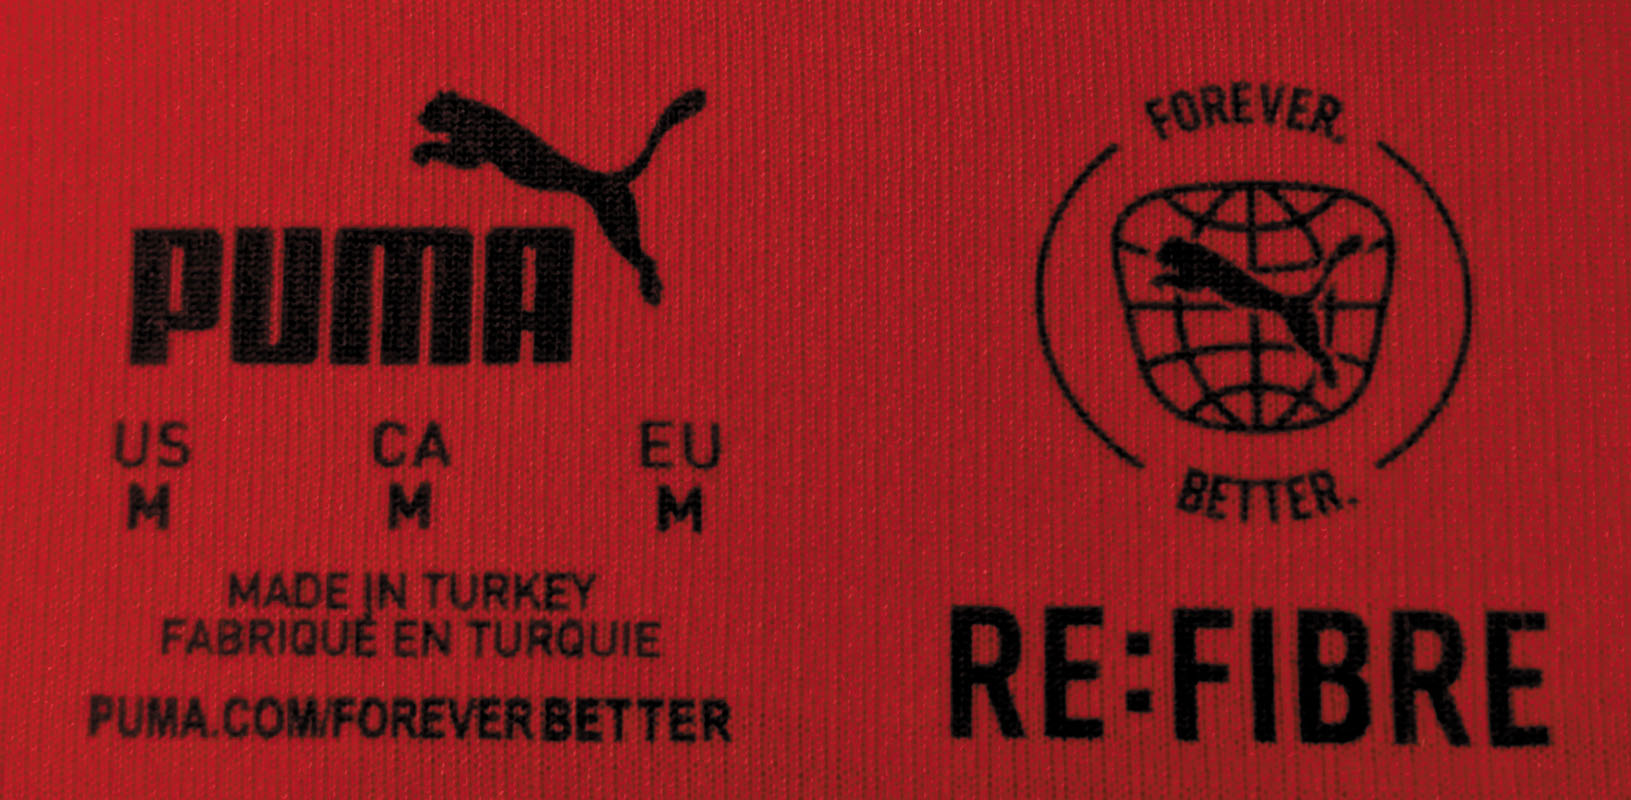 PUMA
US CA EU
M M M
MADE IN TURKEY
FABRIQUÉ EN TURQUIE
PUMA.COM/FOREVERBETTER
FOREVER.
BETTER.
RE:FIBRE